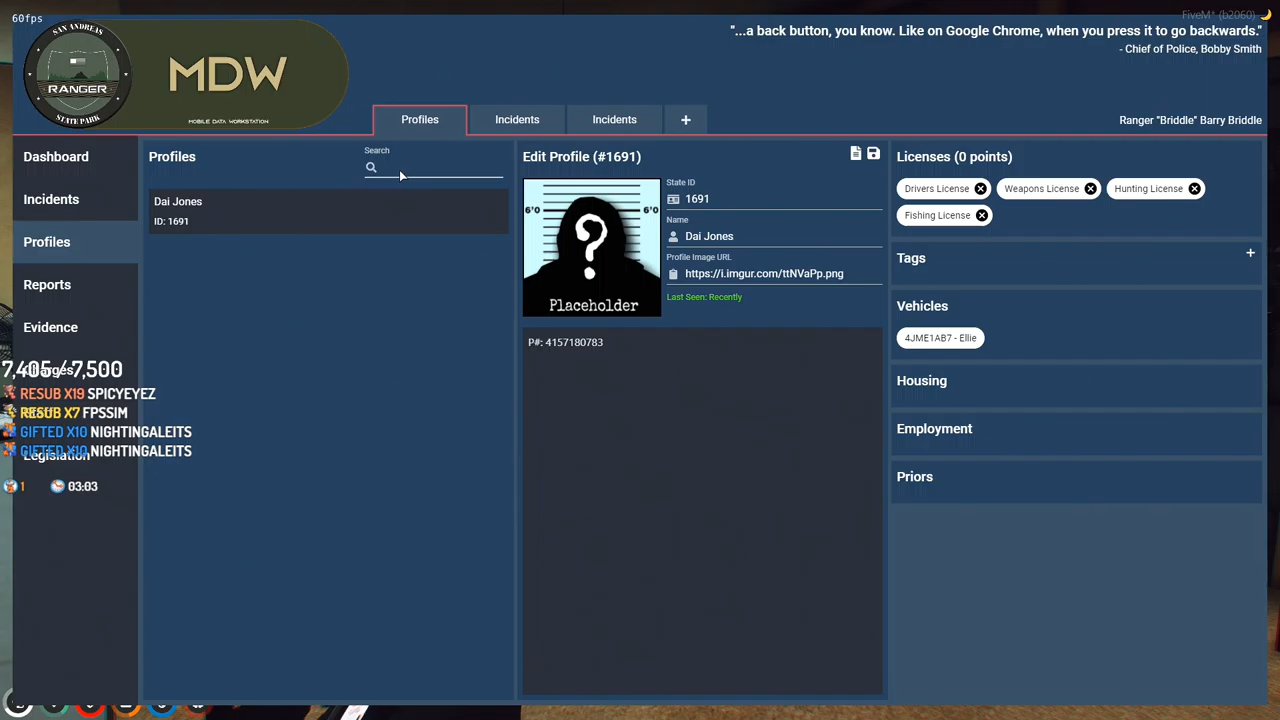 60fps
FiveM* (b2060)
SAN ANDREAS
RANGER
STATE PARK
MDW
MOBILE DATA WORKSTATION
"...a back button, you know. Like on Google Chrome, when you press it to go backwards."
- Chief of Police, Bobby Smith
Profiles
Incidents
Incidents
+
Ranger "Briddle" Barry Briddle
Dashboard
Incidents
Profiles
Reports
Evidence
Charges
Legislation
7,405 / 7,500
RESUB X19 SPICYEYEZ
RESUB X7 FPSSIM
GIFTED X10 NIGHTINGALEITS
GIFTED X10 NIGHTINGALEITS
1
03:03
Profiles
Search
Dai Jones
ID: 1691
Edit Profile (#1691)
6'0
6'0
?
Placeholder
State ID
1691
Name
Dai Jones
Profile Image URL
https://i.imgur.com/ttNVaPp.png
Last Seen: Recently
P#: 4157180783
Licenses (0 points)
Drivers License
Weapons License
Hunting License
Fishing License
Tags
+
Vehicles
4JME1AB7 - Ellie
Housing
Employment
Priors